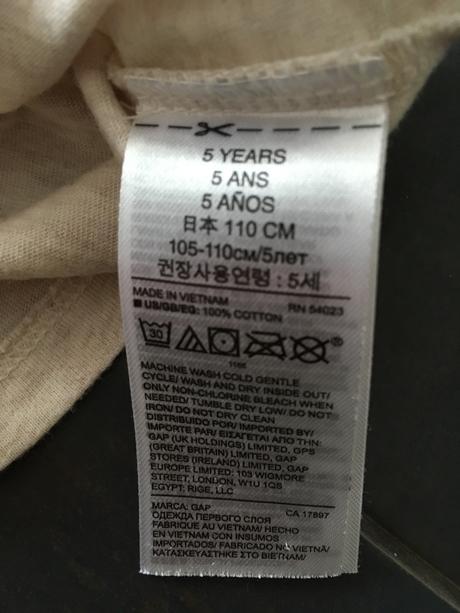 5 YEARS
5 ANS
5 AÑOS
日本 110 CM
105-110см/5лет
권장사용연령 : 5세
MADE IN VIETNAM RN 54023
US/GB/EG: 100% COTTON
30
MACHINE WASH COLD GENTLE
CYCLE/ WASH AND DRY INSIDE OUT/
ONLY NON-CHLORINE BLEACH WHEN
NEEDED/ TUMBLE DRY LOW/ DO NOT
IRON/ DO NOT DRY CLEAN
DISTRIBUIDO POR/ IMPORTED BY/
IMPORTE PAR/ ΕΙΣΑΓΕΤΑΙ ΑΠΟ ΤΗΝ:
GAP (UK HOLDINGS) LIMITED, GPS
(GREAT BRITAIN) LIMITED, GAP
STORES (IRELAND) LIMITED, GAP
EUROPE LIMITED: 103 WIGMORE
STREET, LONDON, W1U 1QS
EGYPT: RIGE, LLC
MARCA: GAP CA 17897
ОДЕЖДА ПЕРВОГО СЛОЯ
FABRIQUE AU VIETNAM/ HECHO
EN VIETNAM CON INSUMOS
IMPORTADOS/ FABRICADO NO VIETNÃ/
ΚΑΤΑΣΚΕΥΑΣΤΗΚΕ ΣΤΟ ΒΙΕΤΝΑΜ/